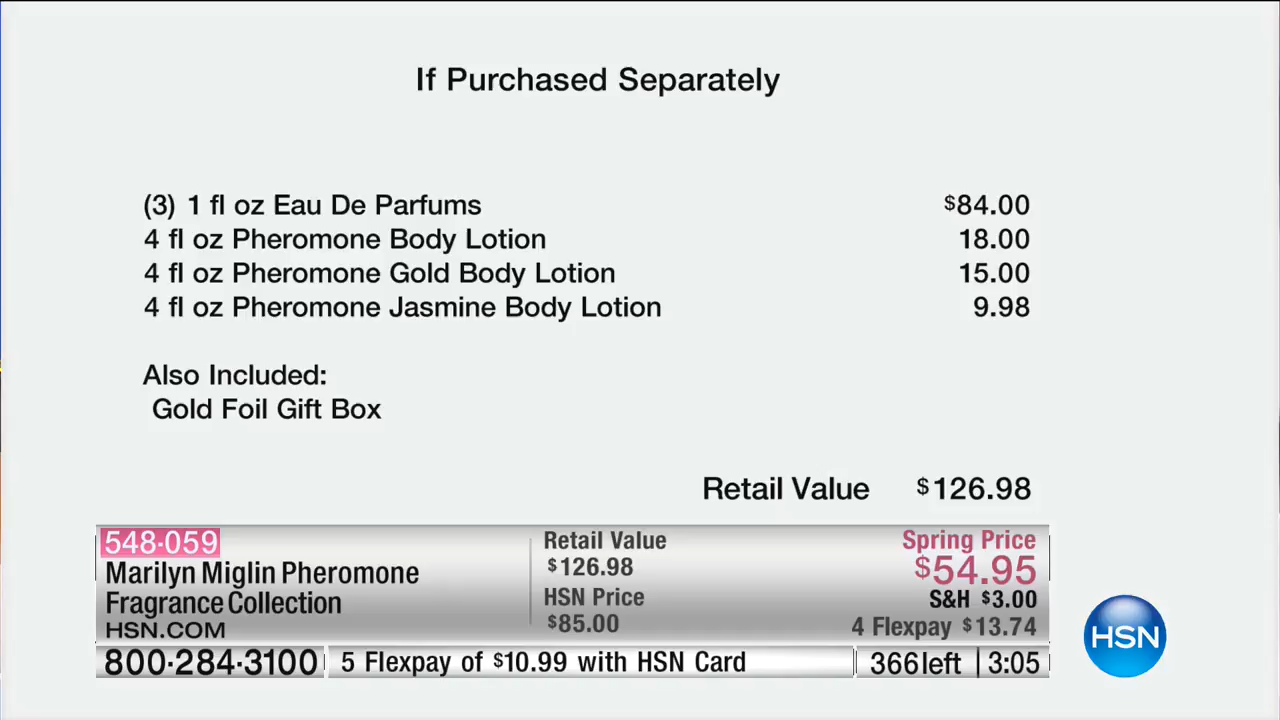 If Purchased Separately
(3) 1 fl oz Eau De Parfums $84.00
4 fl oz Pheromone Body Lotion 18.00
4 fl oz Pheromone Gold Body Lotion 15.00
4 fl oz Pheromone Jasmine Body Lotion 9.98
Also Included:
Gold Foil Gift Box
Retail Value $126.98
548·059
Marilyn Miglin Pheromone
Fragrance Collection
HSN.COM
Retail Value
$126.98
HSN Price
$85.00
Spring Price
$54.95
S&H $3.00
4 Flexpay $13.74
800·284·3100
5 Flexpay of $10.99 with HSN Card
366left
3:05
HSN